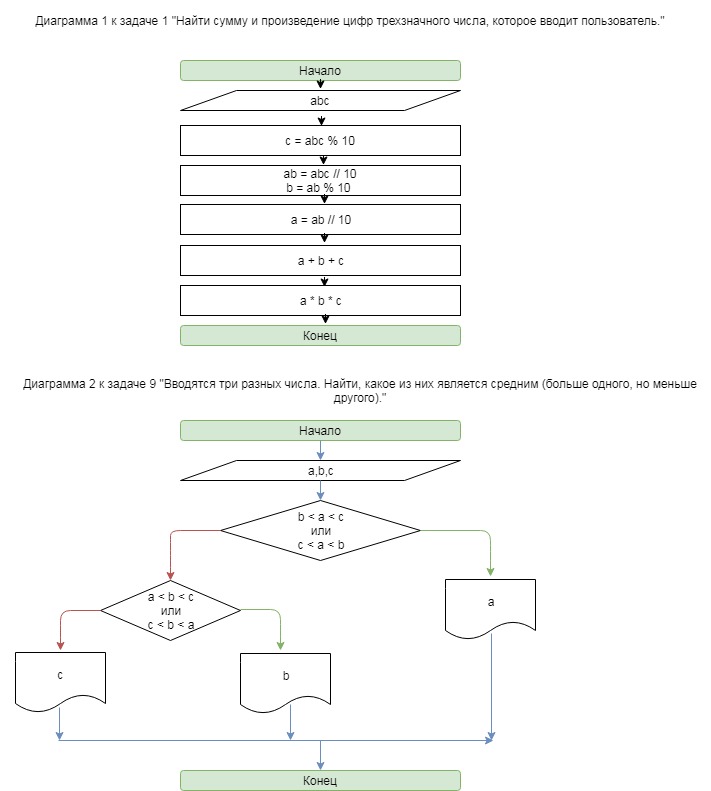 Диаграмма 1 к задаче 1 "Найти сумму и произведение цифр трехзначного числа, которое вводит пользователь."
Начало
abc
c = abc % 10
ab = abc // 10
b = ab % 10
a = ab // 10
a + b + c
a * b * c
Конец
Диаграмма 2 к задаче 9 "Вводятся три разных числа. Найти, какое из них является средним (больше одного, но меньше
другого)."
Начало
a,b,c
b < a < c
или
c < a < b
a < b < c
или
c < b < a
a
c
b
Конец